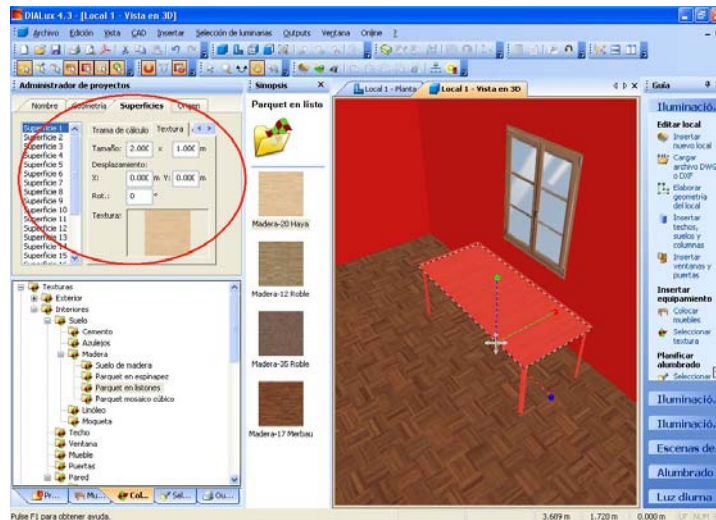 DIALux 4.3 - [Local 1 - Vista en 3D]
Archivo Edición Vista CAD Insertar Selección de luminarias Outputs Ventana Online ?
Administrador de proyectos
Nombre Geometría Superficies Origen
Superficie 1
Superficie 2
Superficie 3
Superficie 4
Superficie 5
Superficie 6
Superficie 7
Superficie 8
Superficie 9
Superficie 10
Superficie 11
Superficie 12
Superficie 13
Superficie 14
Superficie 15
Trama de cálculo Textura
Tamaño: 2.000 x 1.000 m
Desplazamiento:
X: 0.000 m Y: 0.000 m
Rot.: 0 °
Textura:
Texturas
Exterior
Interiores
Suelo
Cemento
Azulejos
Madera
Suelo de madera
Parquet en espinapez
Parquet en listones
Parquet mosaico cúbico
Linóleo
Moqueta
Techo
Ventana
Mueble
Puertas
Pared
Pr... Mu... Col... Sel... Ou...
Sinopsis X
Parquet en listo
Madera-20 Haya
Madera-12 Roble
Madera-35 Roble
Madera-17 Merbau
Local 1 - Planta Local 1 - Vista en 3D
Guía
Iluminació.
Editar local
Insertar
nuevo local
Cargar
archivo DWG
o DXF
Elaborar
geometría
del local
Insertar
techos,
suelos y
columnas
Insertar
ventanas y
puertas
Insertar
equipamiento
Colocar
muebles
Seleccionar
textura
Planificar
alumbrado
Seleccionar
Iluminació.
Iluminació.
Escenas de
Alumbrado
Luz diurna
Pulse F1 para obtener ayuda.
3.689 m 1.720 m 0.000 m